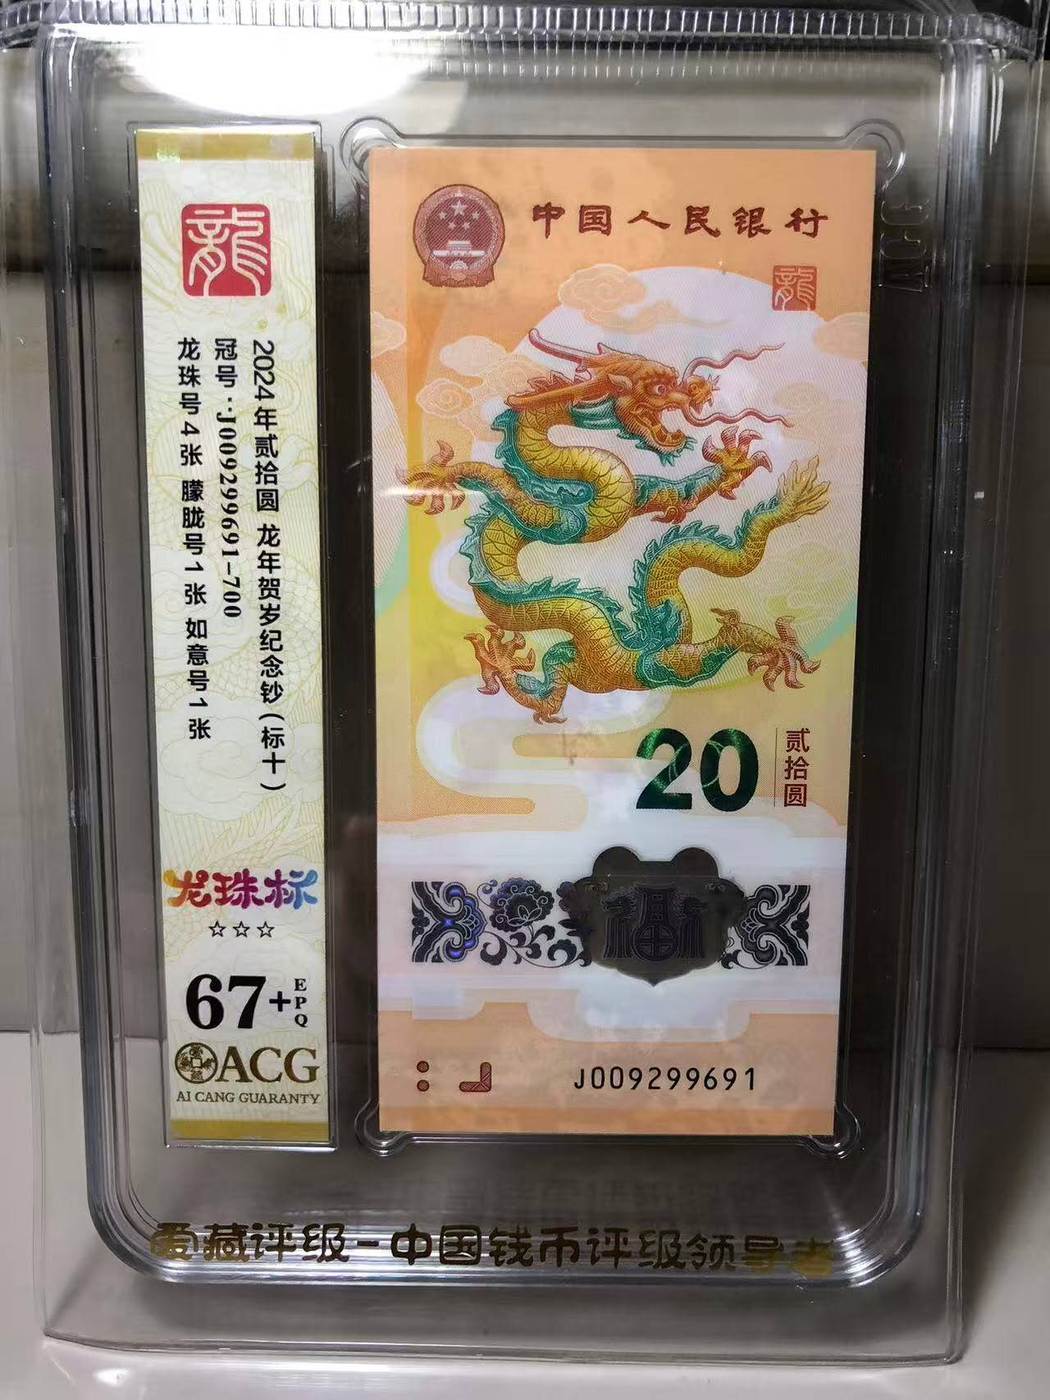 龍
2024年贰拾圆 龙年贺岁纪念钞(标十)
冠号:J009299691-700
龙珠号4张 朦胧号1张 如意号1张
龙珠标
☆☆☆
67+
EPQ
ACG
AI CANG GUARANTY
中国人民银行
龍
20
贰拾圆
福
J009299691
爱藏评级-中国钱币评级领导者